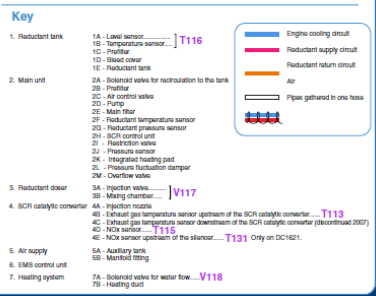 Key
1. Reductant tank
1A - Level sensor............... ] T116
1B - Temperature sensor....
1C - Prefilter
1D - Bleed cover
1E - Reductant tank
2. Main unit
2A - Solenoid valve for recirculation to the tank
2B - Prefilter
2C - Air control valve
2D - Pump
2E - Main filter
2F - Reductant temperature sensor
2G - Reductant pressure sensor
2H - SCR control unit
2I - Restriction valve
2J - Pressure sensor
2K - Integrated heating pad
2L - Pressure fluctuation damper
2M - Overflow valve
3. Reductant doser
3A - Injection valve......... ] V117
3B - Mixing chamber.....
4. SCR catalytic converter
4A - Injection nozzle
4B - Exhaust gas temperature sensor upstream of the SCR catalytic converter..... T113
4C - Exhaust gas temperature sensor downstream of the SCR catalytic converter (discontinued 2007)
4D - NOx sensor..... T115
4E - NOx sensor upstream of the silencer..... T131 Only on DC1621.
5. Air supply
5A - Auxiliary tank
5B - Manifold fitting
6. EMS control unit
7. Heating system
7A - Solenoid valve for water flow..... V118
7B - Heating duct
Engine cooling circuit
Reductant supply circuit
Reductant return circuit
Air
Pipes gathered in one hose